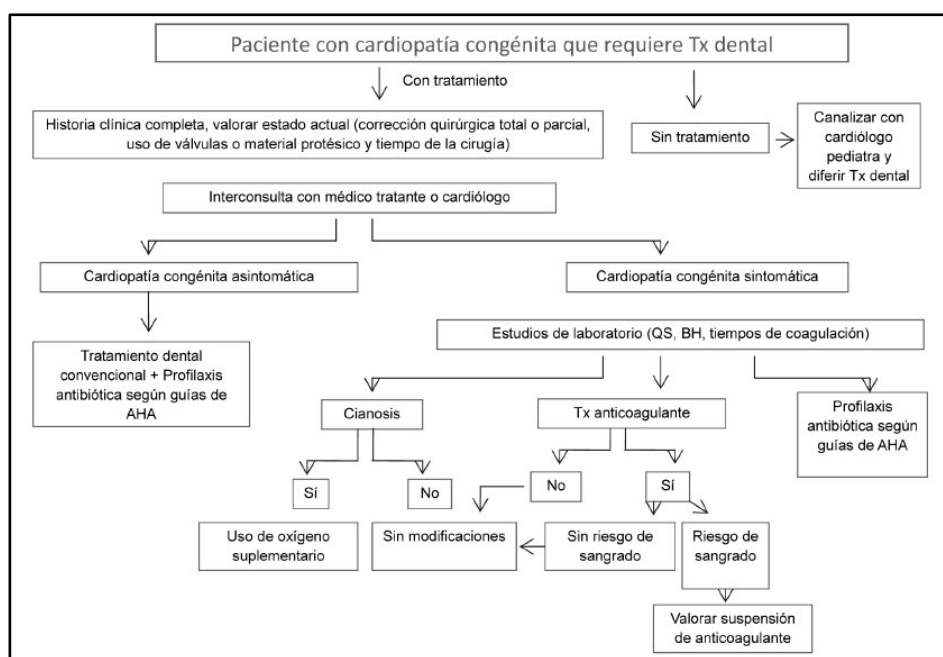 Paciente con cardiopatía congénita que requiere Tx dental
Con tratamiento
Historia clínica completa, valorar estado actual (corrección quirúrgica total o parcial,
uso de válvulas o material protésico y tiempo de la cirugía)
Sin tratamiento
Canalizar con
cardiólogo
pediatra y
diferir Tx dental
Interconsulta con médico tratante o cardiólogo
Cardiopatía congénita asintomática
Cardiopatía congénita sintomática
Tratamiento dental
convencional + Profilaxis
antibiótica según guías de
AHA
Estudios de laboratorio (QS, BH, tiempos de coagulación)
Cianosis
Tx anticoagulante
Profilaxis
antibiótica según
guías de AHA
Sí
No
No
Sí
Uso de oxígeno
suplementario
Sin modificaciones
Sin riesgo de
sangrado
Riesgo de
sangrado
Valorar suspensión
de anticoagulante